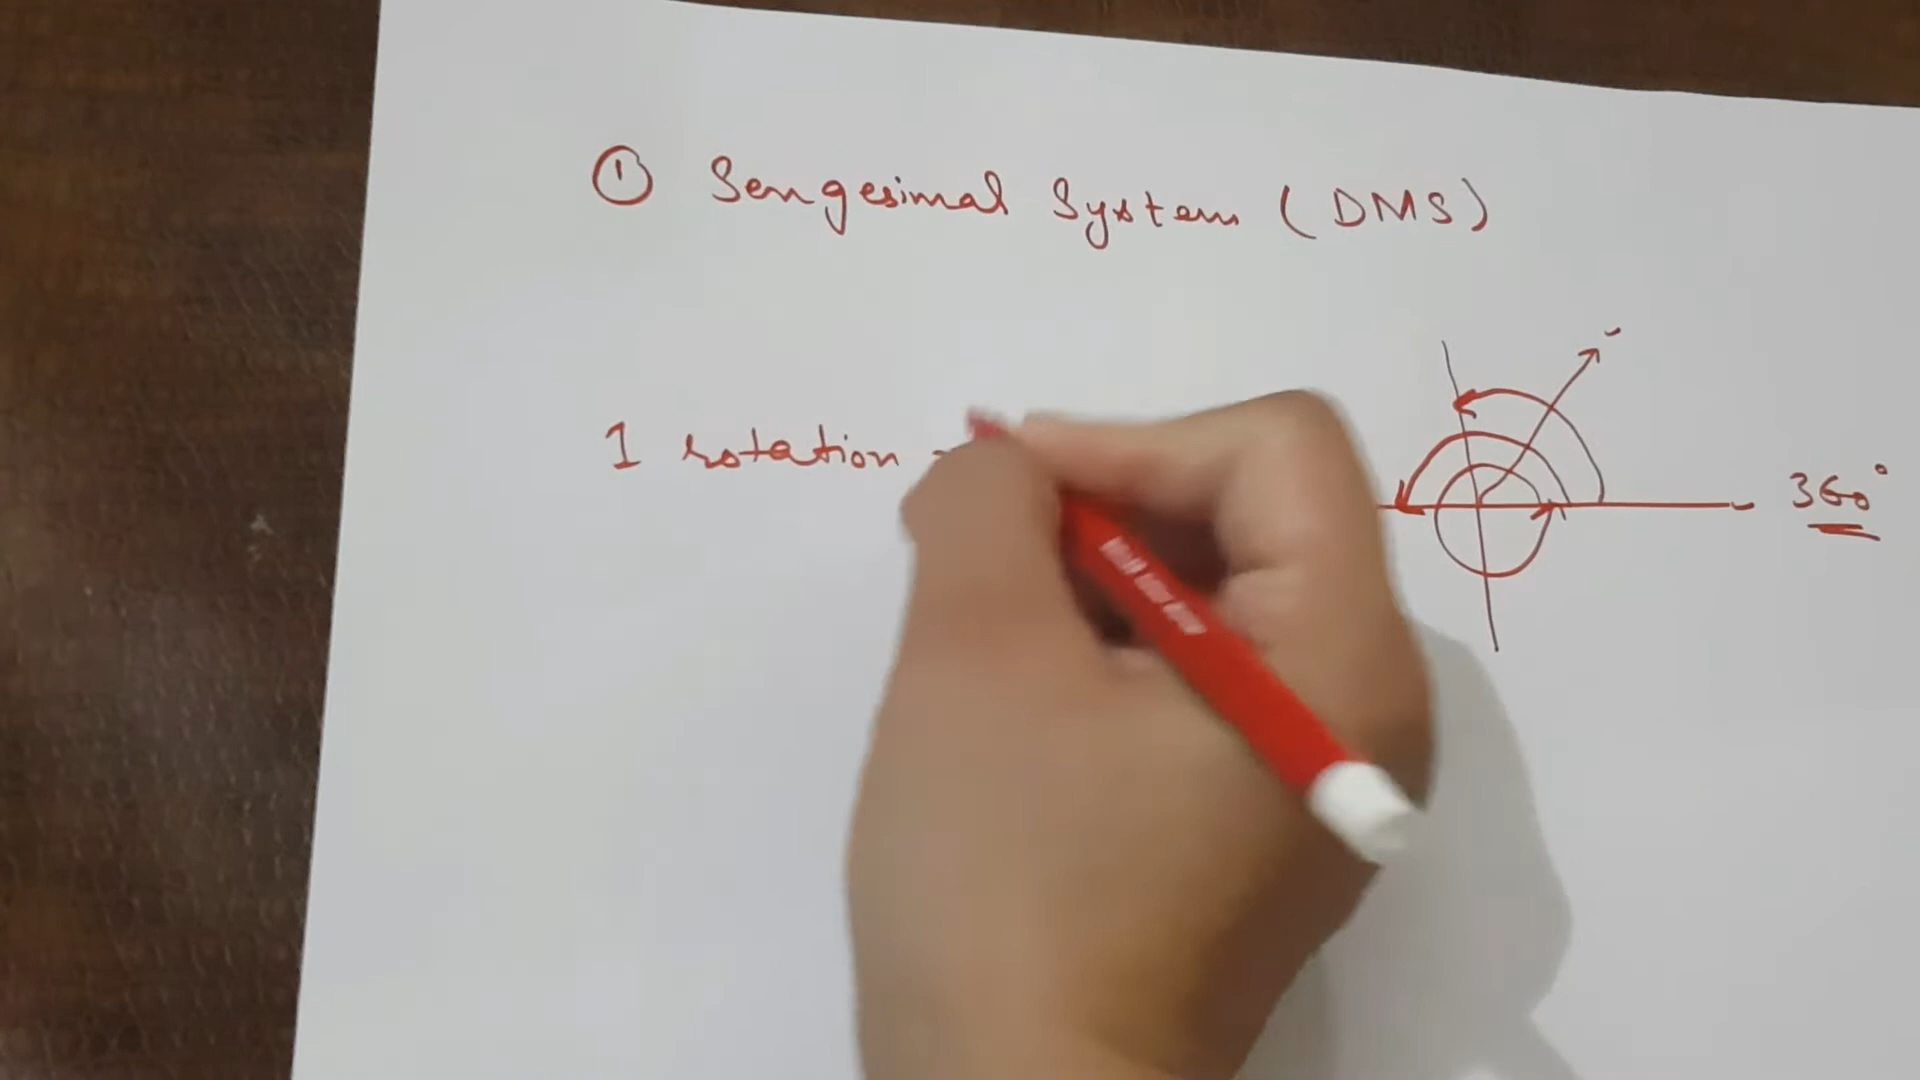 ① Sengesimal System (DMS)
1 rotation =
360°